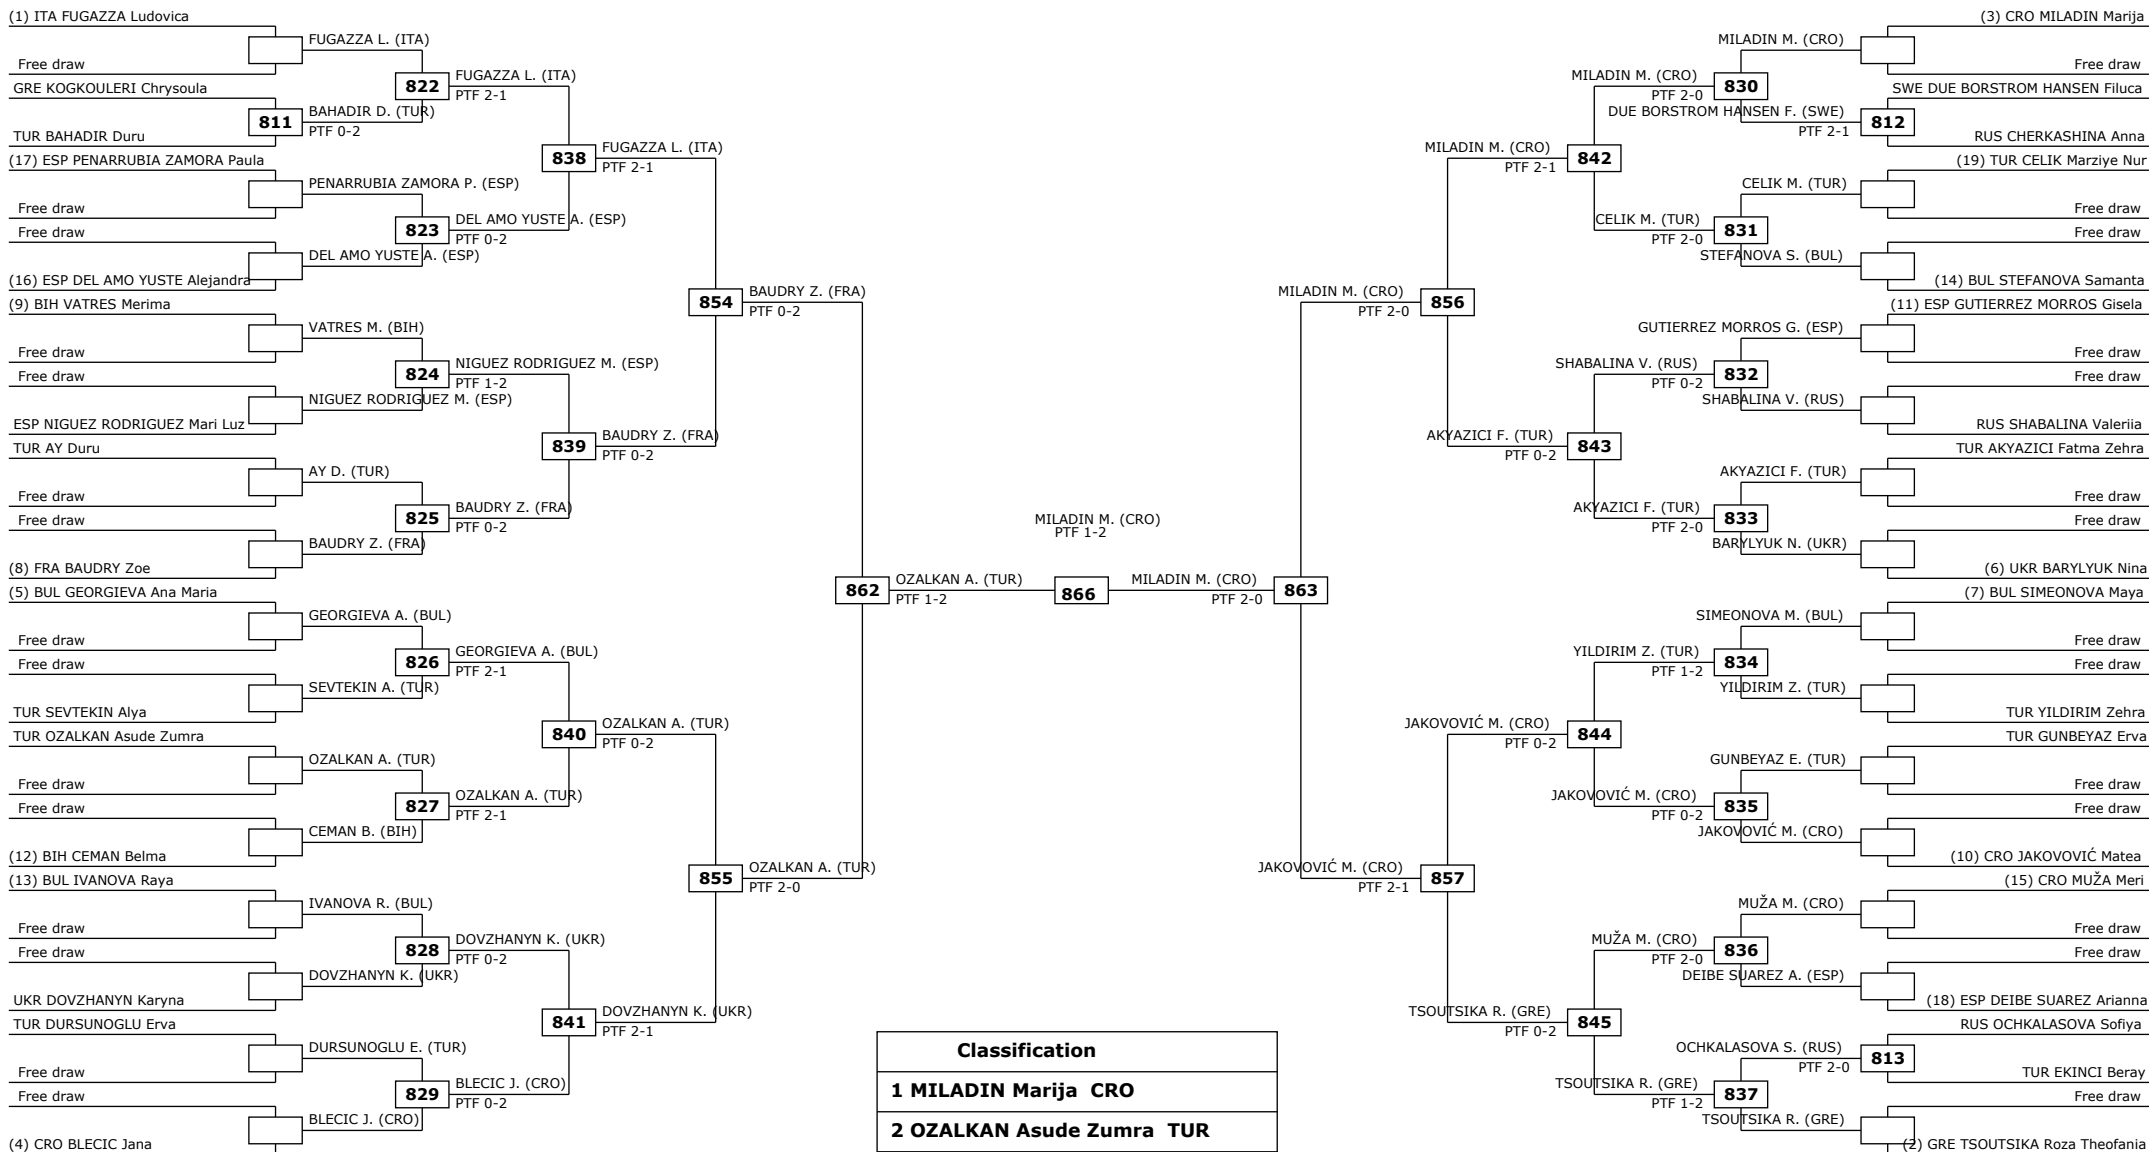 (1) ITA FUGAZZA Ludovica
Free draw
GRE KOGKOULERI Chrysoula
TUR BAHADIR Duru
(17) ESP PENARRUBIA ZAMORA Paula
Free draw
Free draw
(16) ESP DEL AMO YUSTE Alejandra
(9) BIH VATRES Merima
Free draw
Free draw
ESP NIGUEZ RODRIGUEZ Mari Luz
TUR AY Duru
Free draw
Free draw
(8) FRA BAUDRY Zoe
(5) BUL GEORGIEVA Ana Maria
Free draw
Free draw
TUR SEVTEKIN Alya
TUR OZALKAN Asude Zumra
Free draw
Free draw
(12) BIH CEMAN Belma
(13) BUL IVANOVA Raya
Free draw
Free draw
UKR DOVZHANYN Karyna
TUR DURSUNOGLU Erva
Free draw
Free draw
(4) CRO BLECIC Jana
FUGAZZA L. (ITA)
811
BAHADIR D. (TUR)
PTF 0-2
PENARRUBIA ZAMORA P. (ESP)
DEL AMO YUSTE A. (ESP)
VATRES M. (BIH)
NIGUEZ RODRIGUEZ M. (ESP)
AY D. (TUR)
BAUDRY Z. (FRA)
GEORGIEVA A. (BUL)
SEVTEKIN A. (TUR)
OZALKAN A. (TUR)
CEMAN B. (BIH)
IVANOVA R. (BUL)
DOVZHANYN K. (UKR)
DURSUNOGLU E. (TUR)
BLECIC J. (CRO)
822
FUGAZZA L. (ITA)
PTF 2-1
823
DEL AMO YUSTE A. (ESP)
PTF 0-2
824
NIGUEZ RODRIGUEZ M. (ESP)
PTF 1-2
825
BAUDRY Z. (FRA)
PTF 0-2
826
GEORGIEVA A. (BUL)
PTF 2-1
827
OZALKAN A. (TUR)
PTF 2-1
828
DOVZHANYN K. (UKR)
PTF 0-2
829
BLECIC J. (CRO)
PTF 0-2
838
FUGAZZA L. (ITA)
PTF 2-1
839
BAUDRY Z. (FRA)
PTF 0-2
840
OZALKAN A. (TUR)
PTF 0-2
841
DOVZHANYN K. (UKR)
PTF 2-1
854
BAUDRY Z. (FRA)
PTF 0-2
855
OZALKAN A. (TUR)
PTF 2-0
862
OZALKAN A. (TUR)
PTF 1-2
MILADIN M. (CRO)
PTF 1-2
866
MILADIN M. (CRO)
PTF 2-0
863
MILADIN M. (CRO)
PTF 2-0
856
JAKOVOVIĆ M. (CRO)
PTF 2-1
857
MILADIN M. (CRO)
PTF 2-1
842
AKYAZICI F. (TUR)
PTF 0-2
843
JAKOVOVIĆ M. (CRO)
PTF 0-2
844
TSOUTSIKA R. (GRE)
PTF 0-2
845
MILADIN M. (CRO)
PTF 2-0
830
CELIK M. (TUR)
PTF 2-0
831
SHABALINA V. (RUS)
PTF 0-2
832
AKYAZICI F. (TUR)
PTF 2-0
833
YILDIRIM Z. (TUR)
PTF 1-2
834
JAKOVOVIĆ M. (CRO)
PTF 0-2
835
MUŽA M. (CRO)
PTF 2-0
836
TSOUTSIKA R. (GRE)
PTF 1-2
837
MILADIN M. (CRO)
DUE BORSTROM HANSEN F. (SWE)
PTF 2-1
812
CELIK M. (TUR)
STEFANOVA S. (BUL)
GUTIERREZ MORROS G. (ESP)
SHABALINA V. (RUS)
AKYAZICI F. (TUR)
BARYLYUK N. (UKR)
SIMEONOVA M. (BUL)
YILDIRIM Z. (TUR)
GUNBEYAZ E. (TUR)
JAKOVOVIĆ M. (CRO)
MUŽA M. (CRO)
DEIBE SUAREZ A. (ESP)
OCHKALASOVA S. (RUS)
PTF 2-0
813
TSOUTSIKA R. (GRE)
(3) CRO MILADIN Marija
Free draw
SWE DUE BORSTROM HANSEN Filuca
RUS CHERKASHINA Anna
(19) TUR CELIK Marziye Nur
Free draw
Free draw
(14) BUL STEFANOVA Samanta
(11) ESP GUTIERREZ MORROS Gisela
Free draw
Free draw
RUS SHABALINA Valeriia
TUR AKYAZICI Fatma Zehra
Free draw
Free draw
(6) UKR BARYLYUK Nina
(7) BUL SIMEONOVA Maya
Free draw
Free draw
TUR YILDIRIM Zehra
TUR GUNBEYAZ Erva
Free draw
Free draw
(10) CRO JAKOVOVIĆ Matea
(15) CRO MUŽA Meri
Free draw
Free draw
(18) ESP DEIBE SUAREZ Arianna
RUS OCHKALASOVA Sofiya
TUR EKINCI Beray
Free draw
(2) GRE TSOUTSIKA Roza Theofania
Classification
1 MILADIN Marija CRO
2 OZALKAN Asude Zumra TUR